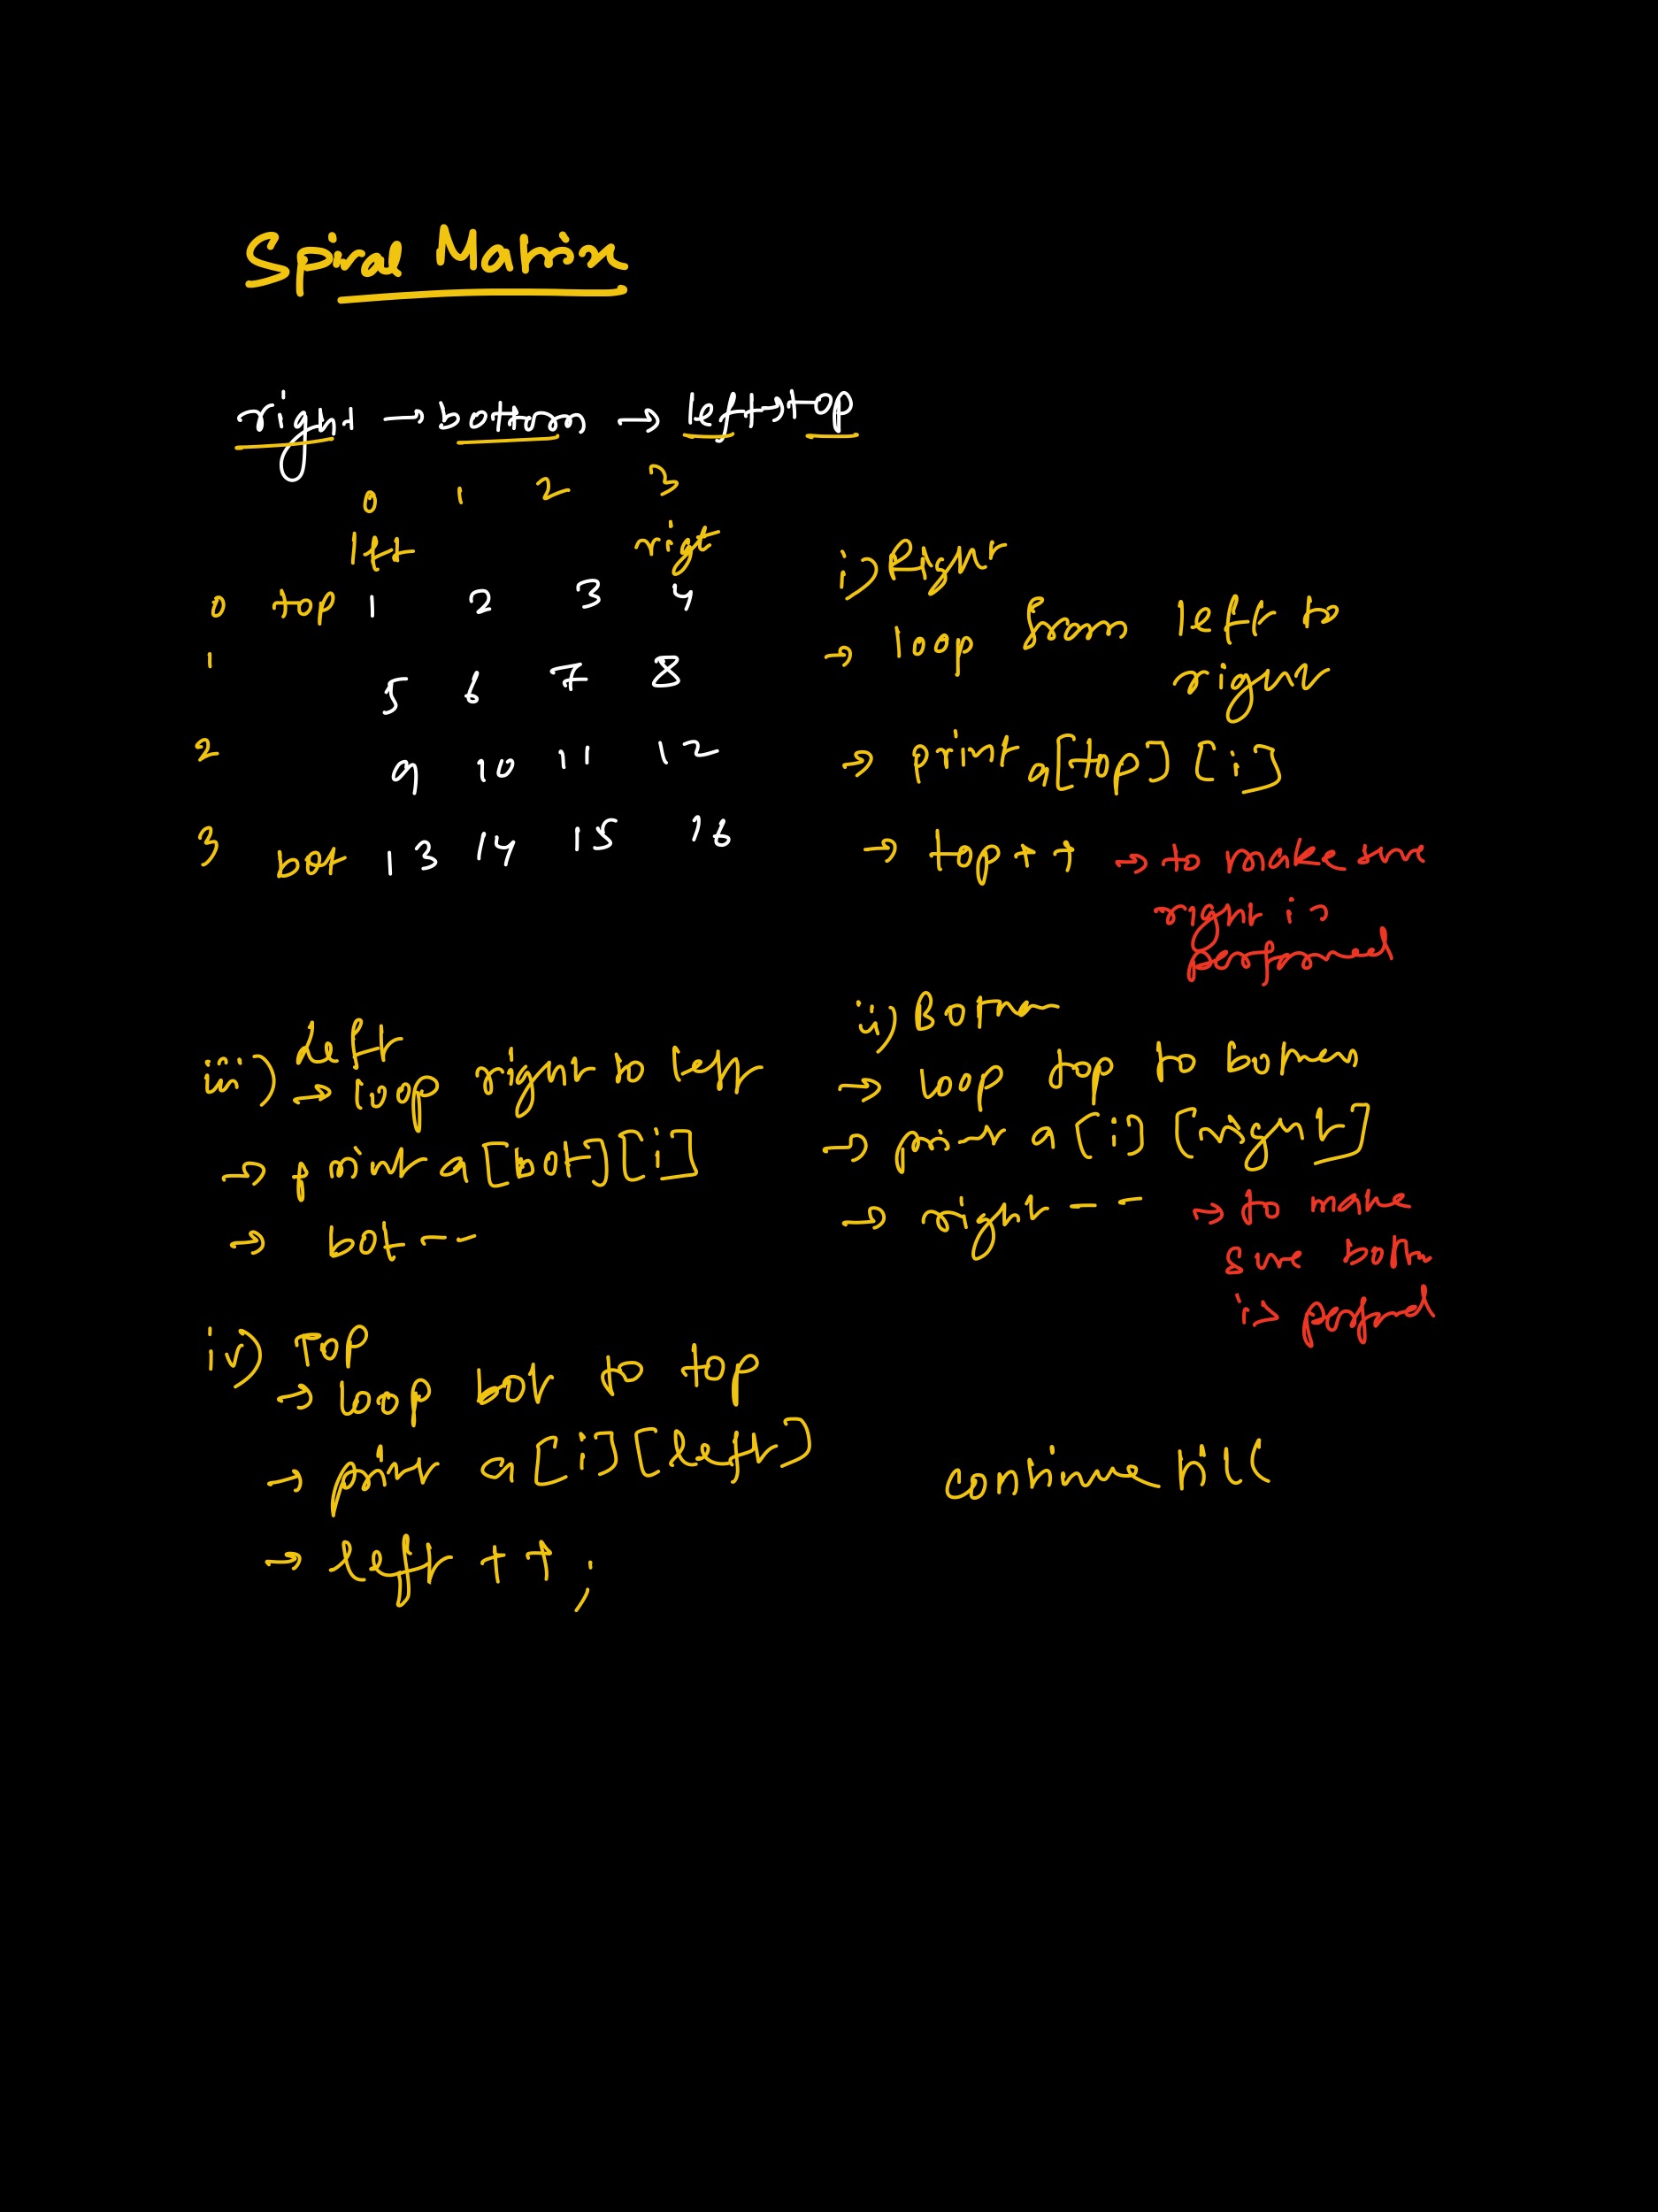 Spiral Matrix
right → bottom → left → top
0 1 2 3
lft rigt
0 top 1 2 3 4
1
5 6 7 8
2
9 10 11 12
3 bot 13 14 15 16
i) Right
→ loop from left to
right
→ print a[top][i]
→ top++ → to make sure
right is
performed
ii) Bottom
→ loop top to bottom
→ print a[i][right]
→ right-- → to make
sure bottom
is perfomed
iii) Left
→ loop right to left
→ print a[bot][i]
→ bot--
iv) TOP
→ loop bot to top
→ print a[i][left]
→ left++;
continue till